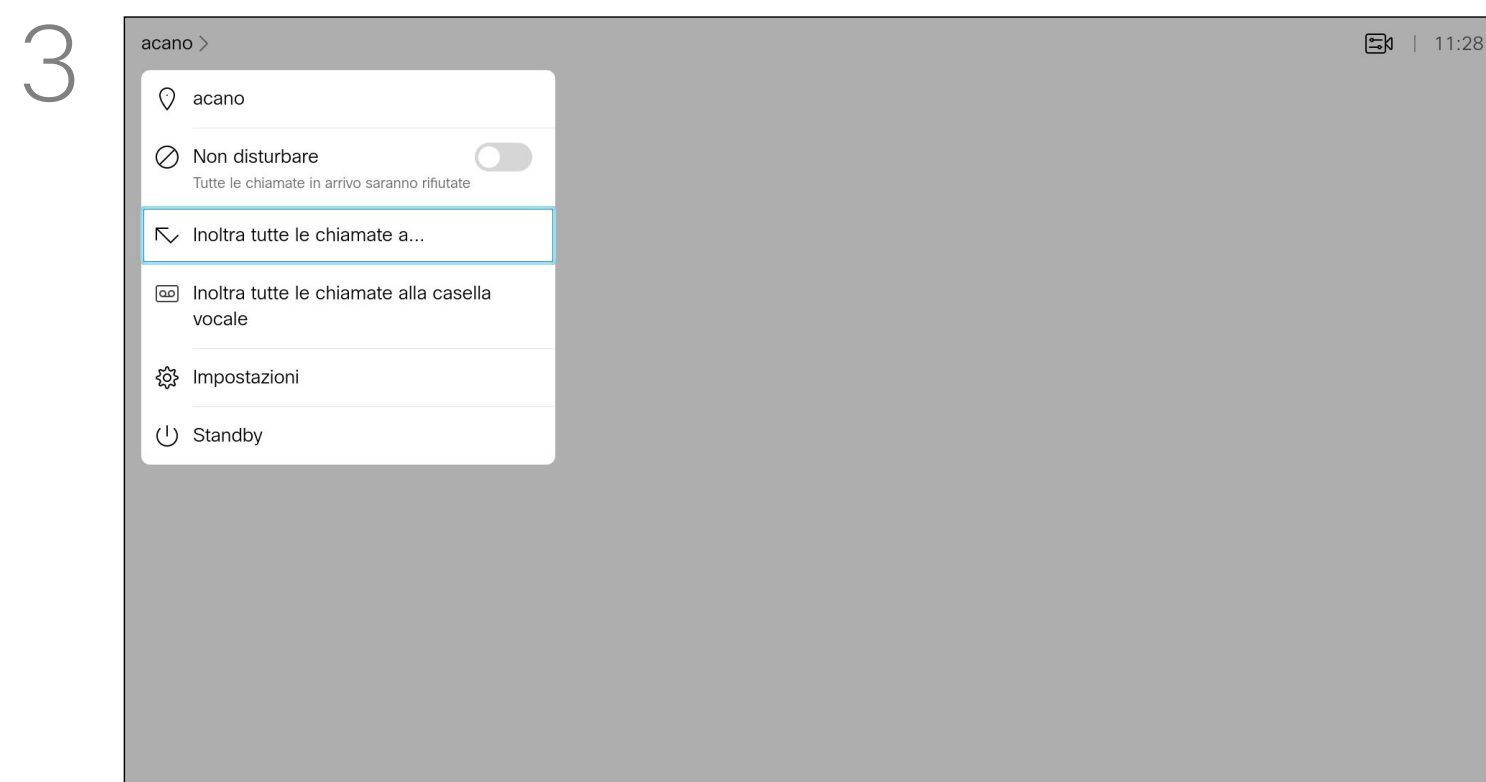 3
acano >
11:28
acano
Non disturbare
Tutte le chiamate in arrivo saranno rifiutate
Inoltra tutte le chiamate a...
Inoltra tutte le chiamate alla casella
vocale
Impostazioni
Standby